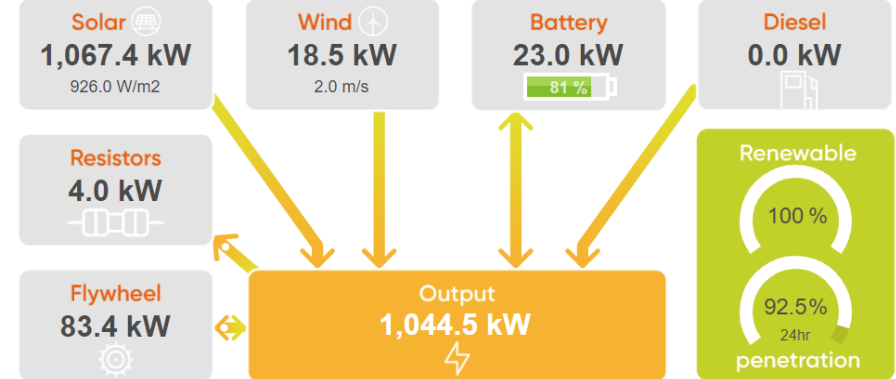 Solar
1,067.4 kW
926.0 W/m2
Wind
18.5 kW
2.0 m/s
Battery
23.0 kW
81 %
Diesel
0.0 kW
Resistors
4.0 kW
Flywheel
83.4 kW
Output
1,044.5 kW
Renewable
100 %
92.5%
24hr
penetration